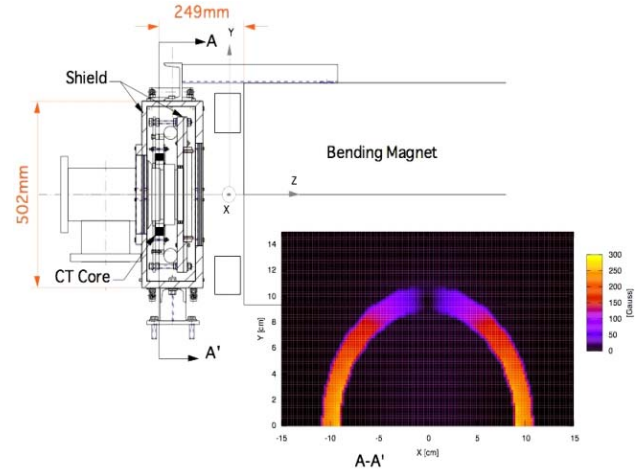 249mm
A
Y
Shield
Bending Magnet
502mm
Z
X
CT Core
A'
Y [cm]
14
12
10
8
6
4
2
0
-15
-10
-5
0
5
10
15
X [cm]
300
250
200
150
100
50
0
[Gauss]
A-A'